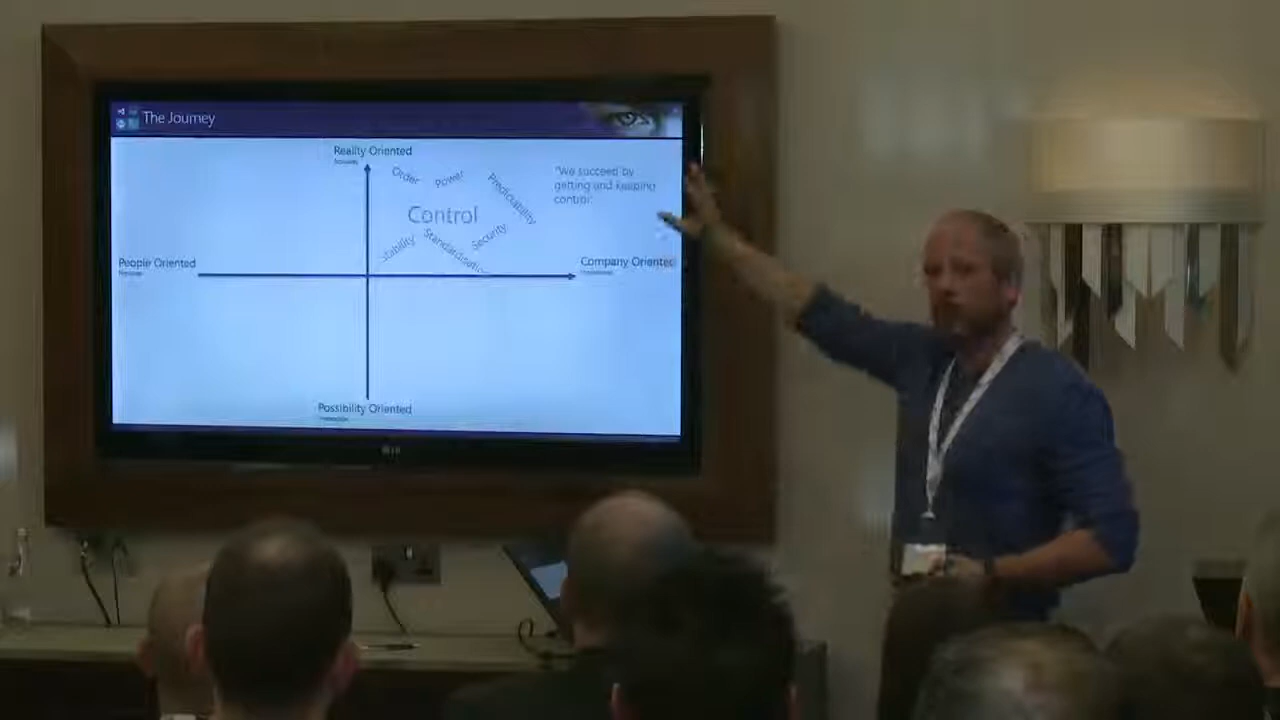 The Journey
Reality Oriented
Order
Power
Predictability
"We succeed by
getting and keeping
control.
Control
Stability
Standardisation
Security
People Oriented
Company Oriented
Possibility Oriented
LG